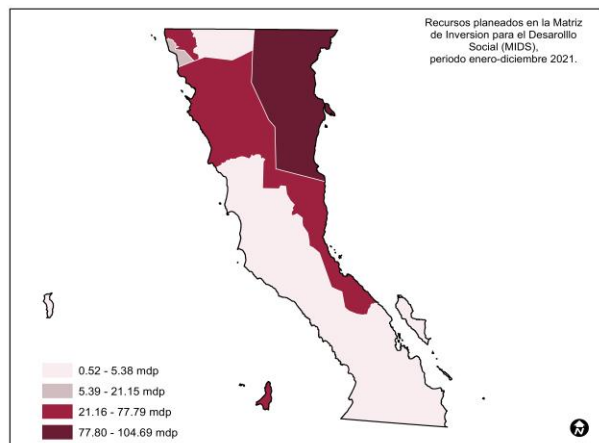 Recursos planeados en la Matriz
de Inversion para el Desarolllo
Social (MIDS),
periodo enero-diciembre 2021.
0.52 - 5.38 mdp
5.39 - 21.15 mdp
21.16 - 77.79 mdp
77.80 - 104.69 mdp
N